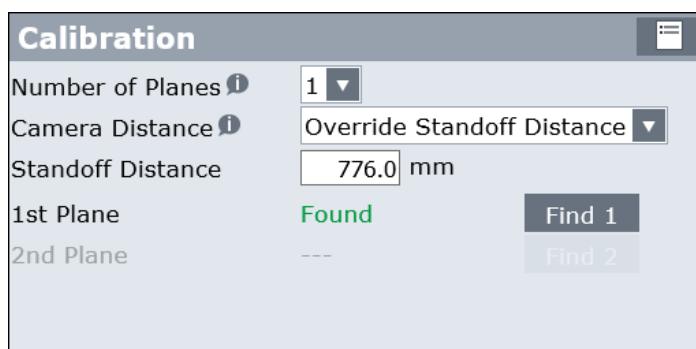 Calibration
Number of Planes 1
Camera Distance Override Standoff Distance
Standoff Distance 776.0 mm
1st Plane Found Find 1
2nd Plane --- Find 2